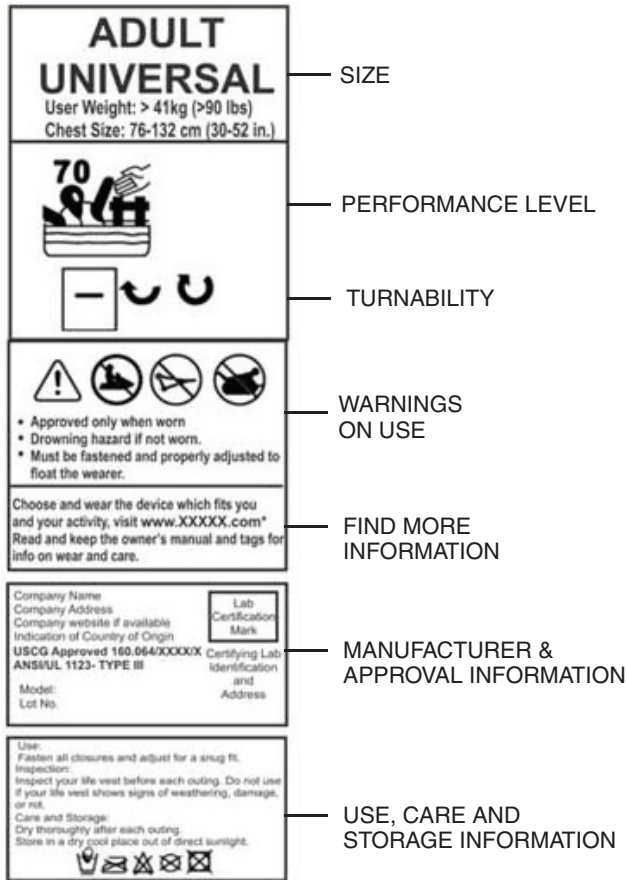 ADULT
UNIVERSAL
User Weight: > 41kg (>90 lbs)
Chest Size: 76-132 cm (30-52 in.)
SIZE
70
PERFORMANCE LEVEL
TURNABILITY
• Approved only when worn
• Drowning hazard if not worn.
• Must be fastened and properly adjusted to
float the wearer.
WARNINGS
ON USE
Choose and wear the device which fits you
and your activity, visit www.XXXXX.com*
Read and keep the owner's manual and tags for
info on wear and care.
FIND MORE
INFORMATION
Company Name
Company Address
Company website if available
Indication of Country of Origin
USCG Approved 160.064/XXXX/X
ANSI/UL 1123- TYPE III
Model:
Lot No.
Lab
Certification
Mark
Certifying Lab
Identification
and
Address
MANUFACTURER &
APPROVAL INFORMATION
Use:
Fasten all closures and adjust for a snug fit.
Inspection:
Inspect your life vest before each outing. Do not use
if your life vest shows signs of weathering, damage,
or rot.
Care and Storage:
Dry thoroughly after each outing.
Store in a dry cool place out of direct sunlight.
USE, CARE AND
STORAGE INFORMATION